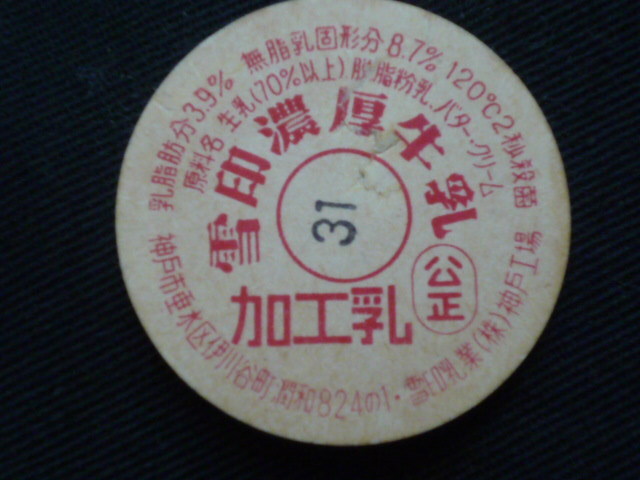 乳脂肪分3.9% 無脂乳固形分8.7% 120℃2秒殺菌
原料名 生乳(70%以上)、脱脂粉乳、バター、クリーム
雪印濃厚牛乳
31
公正
加工乳
神戸市垂水区伊川谷町潤和824の1・雪印乳業(株)神戸工場